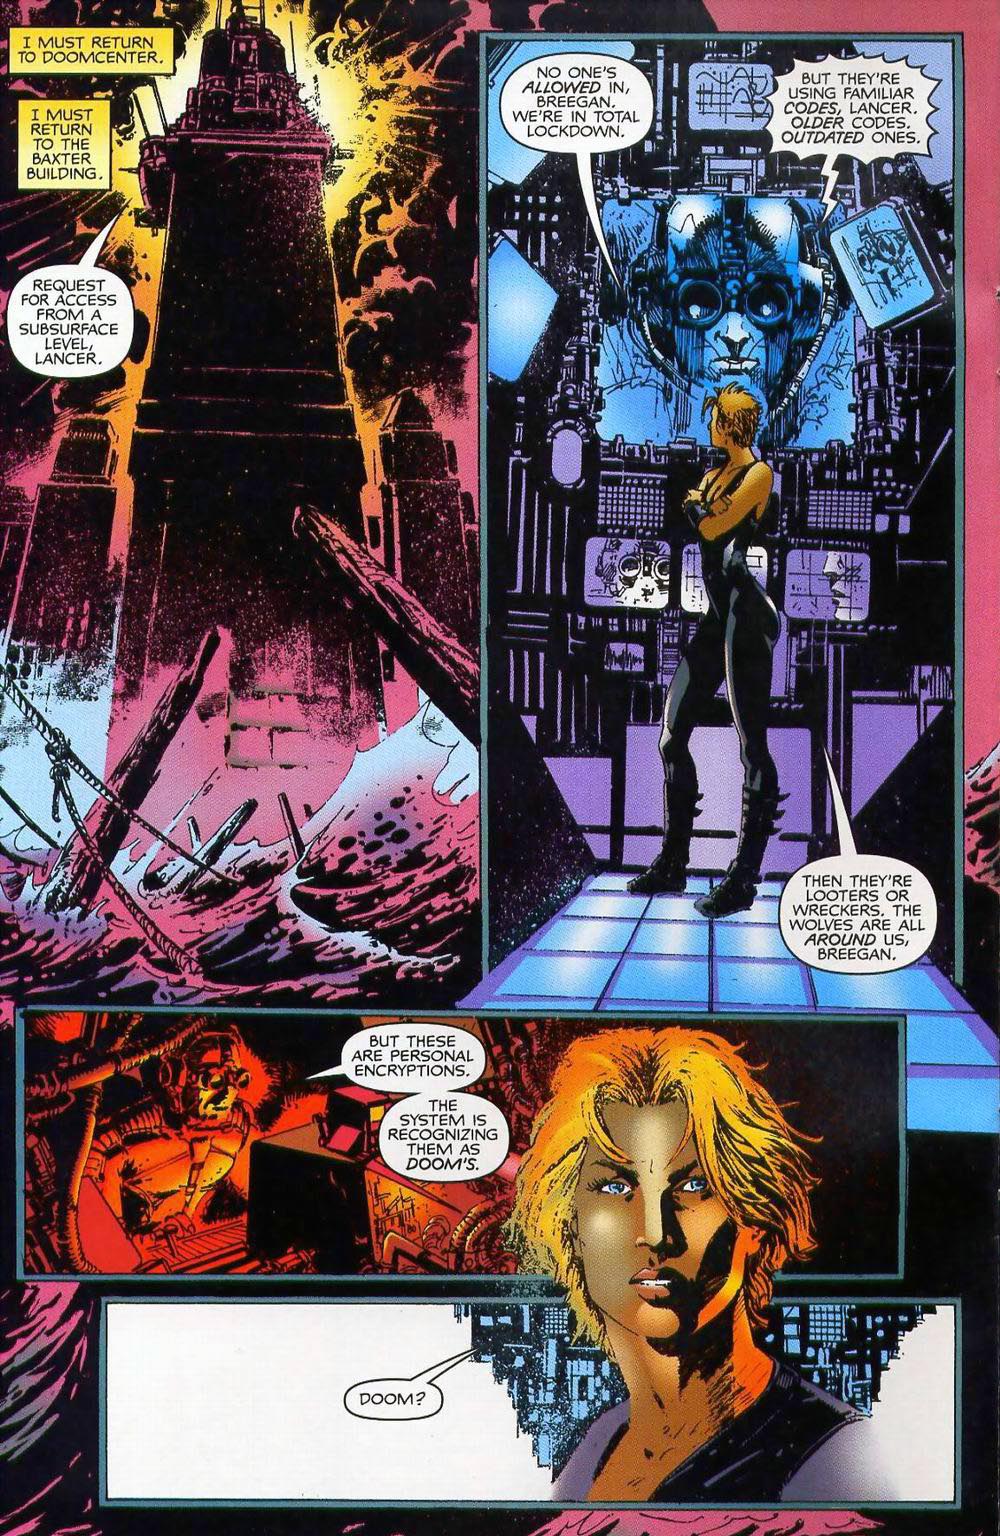 I MUST RETURN
TO DOOMCENTER.
I MUST
RETURN
TO THE
BAXTER
BUILDING.
REQUEST
FOR ACCESS
FROM A
SUBSURFACE
LEVEL,
LANCER.
NO ONE'S
ALLOWED IN,
BREEGAN.
WE'RE IN TOTAL
LOCKDOWN.
BUT THEY'RE
USING FAMILIAR
CODES, LANCER.
OLDER CODES.
OUTDATED ONES.
THEN THEY'RE
LOOTERS OR
WRECKERS. THE
WOLVES ARE ALL
AROUND US,
BREEGAN.
BUT THESE
ARE PERSONAL
ENCRYPTIONS.
THE
SYSTEM IS
RECOGNIZING
THEM AS
DOOM'S.
DOOM?